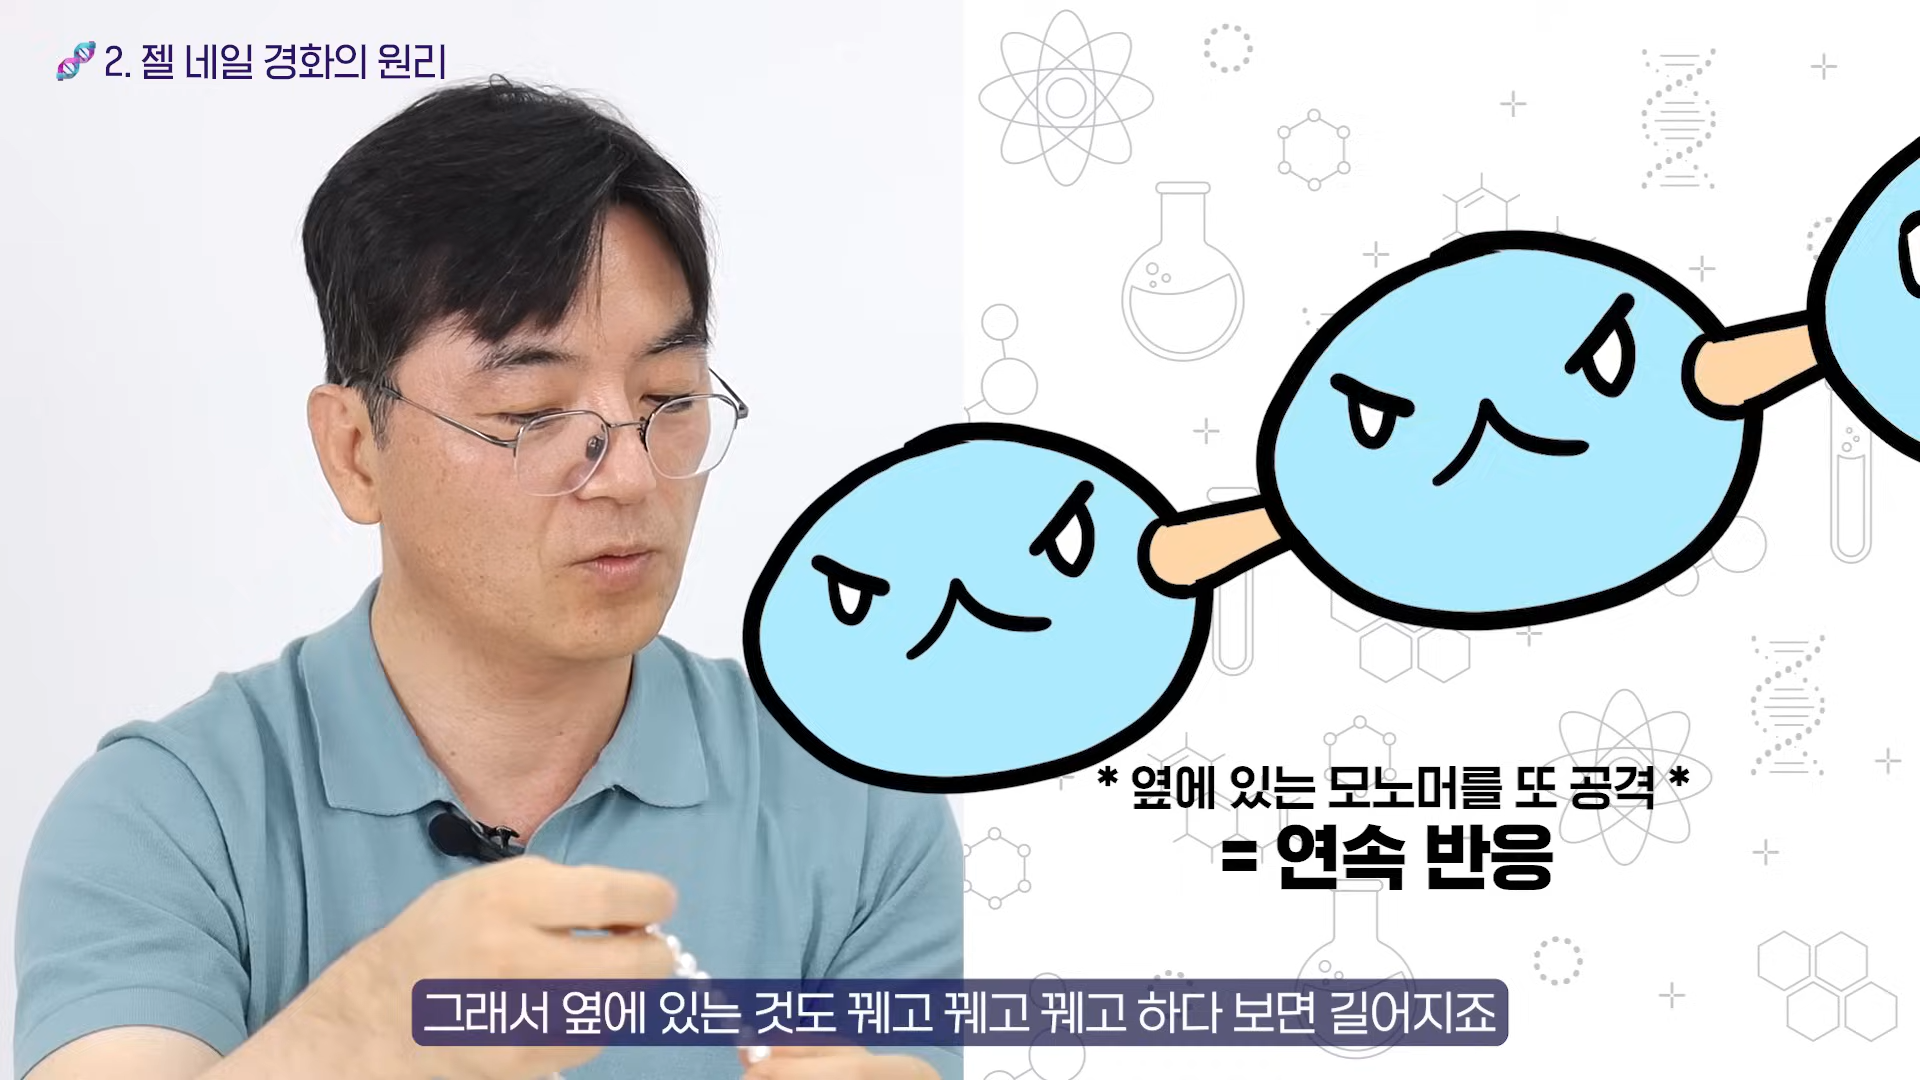 2. 젤 네일 경화의 원리
* 옆에 있는 모노머를 또 공격 *
= 연속 반응
그래서 옆에 있는 것도 꿰고 꿰고 꿰고 하다 보면 길어지죠